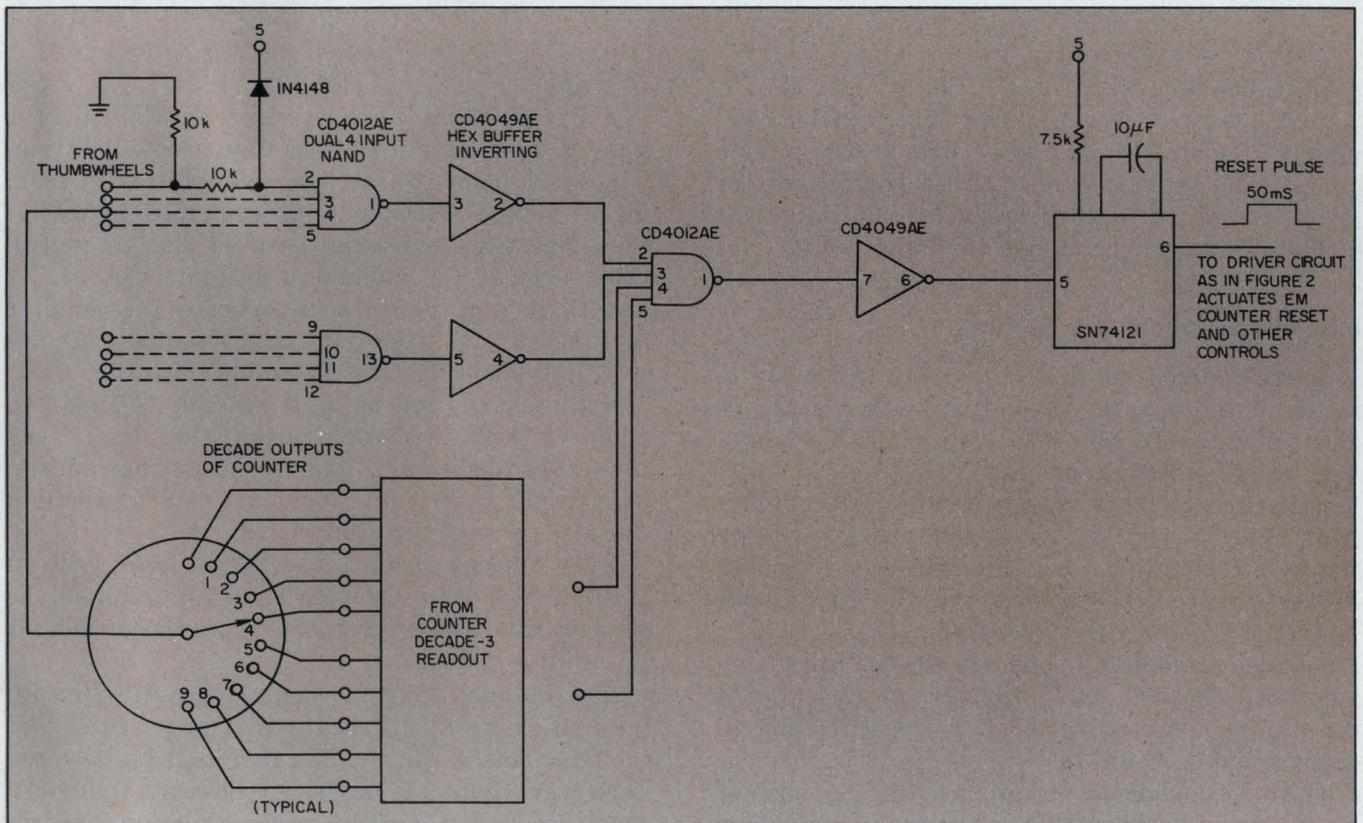 5
1N4148
10 k
CD4012AE
DUAL 4 INPUT
NAND
CD4049AE
HEX BUFFER
INVERTING
FROM
THUMBWHEELS
10 k
2
3
4
5
1
3
2
9
10
11
12
13
5
4
CD4012AE
2
3
4
5
1
CD4049AE
7
6
5
7.5k
10µF
5
6
SN74121
RESET PULSE
50mS
TO DRIVER CIRCUIT
AS IN FIGURE 2
ACTUATES EM
COUNTER RESET
AND OTHER
CONTROLS
DECADE OUTPUTS
OF COUNTER
1
2
3
4
5
6
7
8
9
FROM
COUNTER
DECADE-3
READOUT
(TYPICAL)